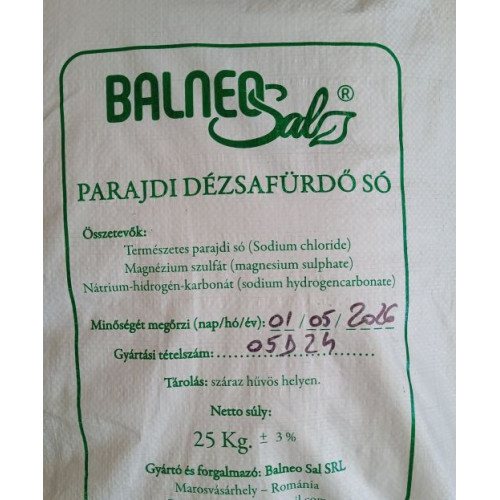 BALNEO Sal ®
PARAJDI DÉZSAFÜRDŐ SÓ
Összetevők:
Természetes parajdi só (Sodium chloride)
Magnézium szulfát (magnesium sulphate)
Nátrium-hidrogén-karbonát (sodium hydrogencarbonate)
Minőségét megőrzi (nap/hó/év): 01 / 05 / 2026
Gyártási tételszám: 05D24
Tárolás: száraz hűvös helyen.
Netto súly:
25 Kg. ± 3%
Gyártó és forgalmazó: Balneo Sal SRL
Marosvásárhely – Románia